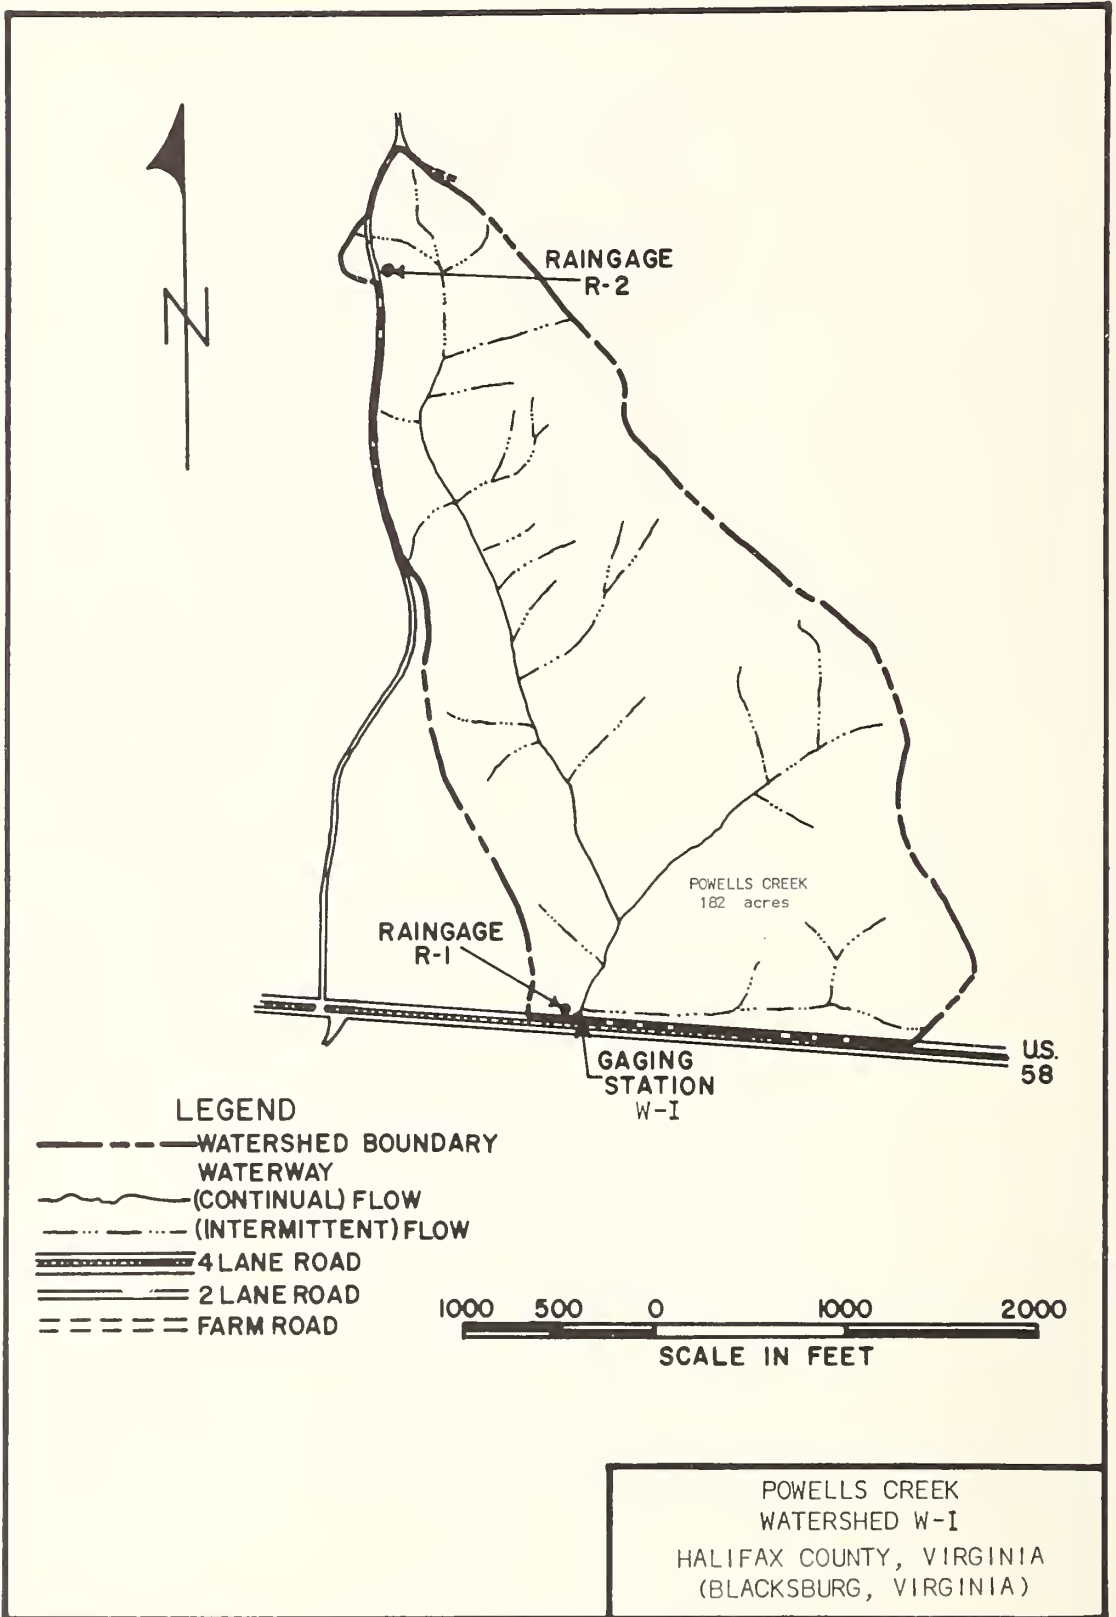 N
RAINGAGE
R-2
POWELLS CREEK
182 acres
RAINGAGE
R-I
U.S.
58
GAGING
STATION
W-I
LEGEND
WATERSHED BOUNDARY
WATERWAY
(CONTINUAL) FLOW
(INTERMITTENT) FLOW
4 LANE ROAD
2 LANE ROAD
FARM ROAD
1000 500 0 1000 2000
SCALE IN FEET
POWELLS CREEK
WATERSHED W-I
HALIFAX COUNTY, VIRGINIA
(BLACKSBURG, VIRGINIA)